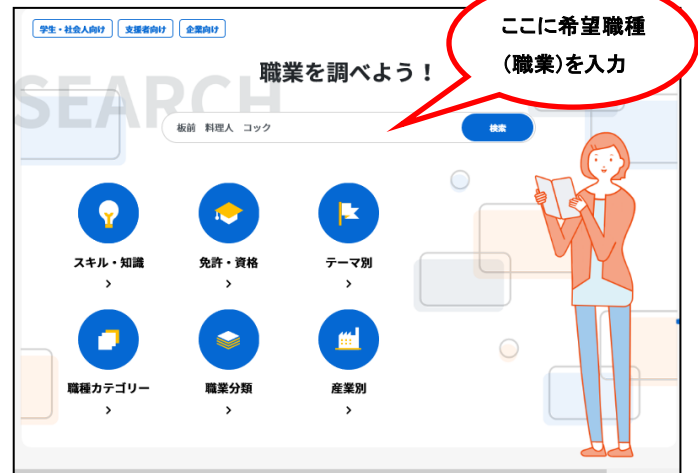 学生・社会人向け 支援者向け 企業向け
ここに希望職種
(職業)を入力
職業を調べよう！
SEARCH
板前 料理人 コック 検索
スキル・知識 免許・資格 テーマ別
職種カテゴリー 職業分類 産業別